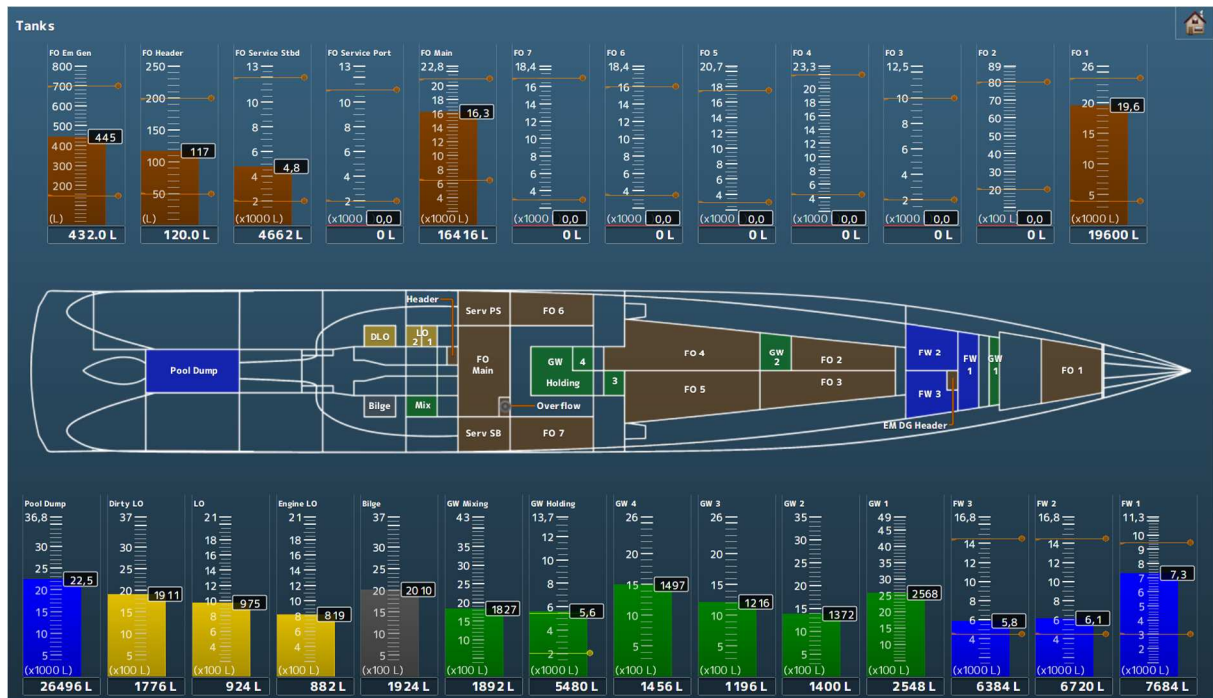 Tanks
FO Em Gen
800
700
600
500
445
400
300
200
(L)
432.0 L
FO Header
250
200
150
117
100
50
(L)
120.0 L
FO Service Stbd
13
10
8
6
4,8
4
2
(x1000 L)
4662 L
FO Service Port
13
10
8
6
4
2
(x1000
0,0
0 L
FO Main
22,8
20
18
16
16,3
14
12
10
8
6
4
(x1000 L)
16416 L
FO 7
18,4
16
14
12
10
8
6
4
(x1000
0,0
0 L
FO 6
18,4
16
14
12
10
8
6
4
(x1000
0,0
0 L
FO 5
20,7
18
16
14
12
10
8
6
4
(x1000
0,0
0 L
FO 4
23,3
20
18
16
14
12
10
8
6
4
(x1000
0,0
0 L
FO 3
12,5
10
8
6
4
2
(x1000
0,0
0 L
FO 2
89
80
70
60
50
40
30
20
(x100 L)
0,0
0 L
FO 1
26
20
19,6
15
10
5
(x1000 L)
19600 L
Header
Serv PS
FO 6
DLO
LO
2 1
FO
Main
GW 4
Holding
3
FO 4
GW
2
FO 2
FW 2
FW
1
GW
1
FO 1
Pool Dump
FO 5
FO 3
FW 3
Bilge
Mix
Overflow
Serv SB
FO 7
EM DG Header
Pool Dump
36,8
30
25
22,5
20
15
10
5
(x1000 L)
26496 L
Dirty LO
37
30
25
20
1911
15
10
5
(x100 L)
1776 L
LO
21
18
16
14
12
10
975
8
6
4
(x100 L)
924 L
Engine LO
21
18
16
14
12
10
8
819
6
4
(x100 L)
882 L
Bilge
37
30
25
20
2010
15
10
5
(x100 L)
1924 L
GW Mixing
43
35
30
25
20
1827
15
10
(x100 L)
1892 L
GW Holding
13,7
12
10
8
6
5,6
4
2
(x1000 L)
5480 L
GW 4
26
20
15
1497
10
(x100 L)
1456 L
GW 3
26
20
1216
10
5
(x100 L)
1196 L
GW 2
35
25
20
15
1372
10
5
(x100 L)
1400 L
GW 1
49
45
40
35
30
25
2568
20
15
10
(x100 L)
2548 L
FW 3
16,8
14
12
10
8
6
5,8
4
(x1000 L)
6384 L
FW 2
16,8
14
12
10
8
6
6,1
4
(x1000 L)
6720 L
FW 1
11,3
10
9
8
7
7,3
6
5
4
3
2
(x1000 L)
7684 L